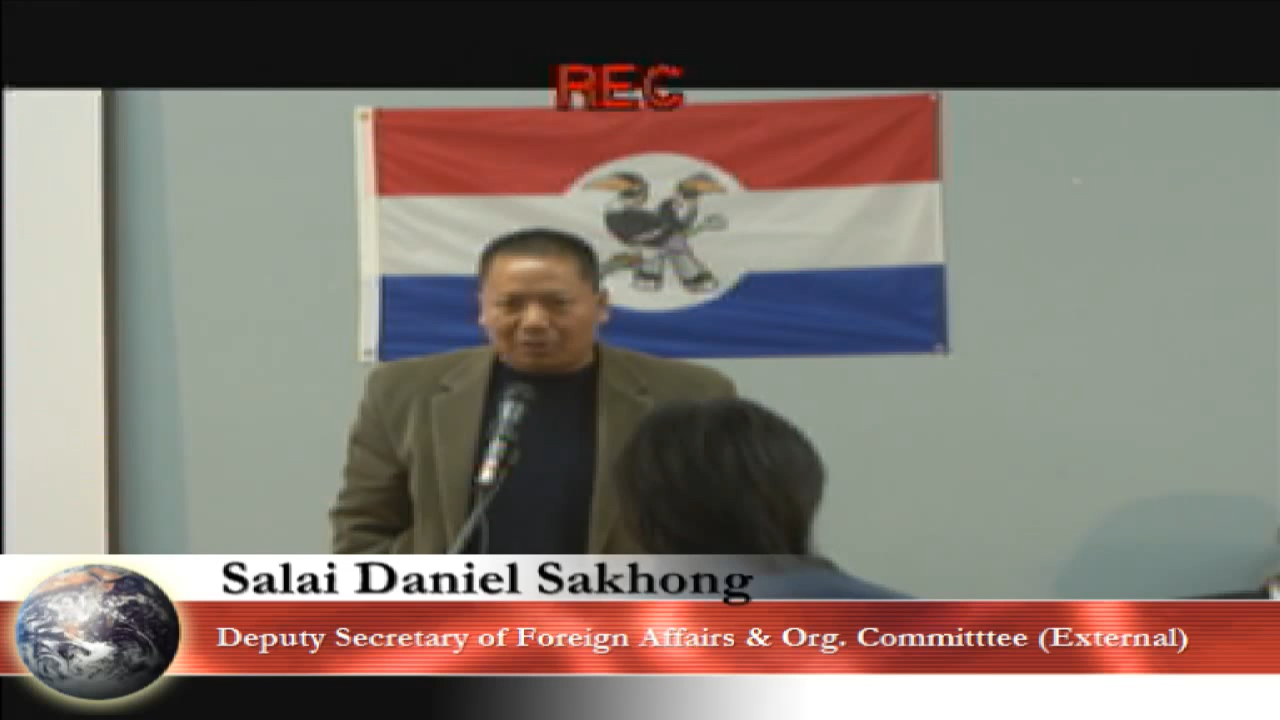 REC
Salai Daniel Sakhong
Deputy Secretary of Foreign Affairs & Org. Committtee (External)